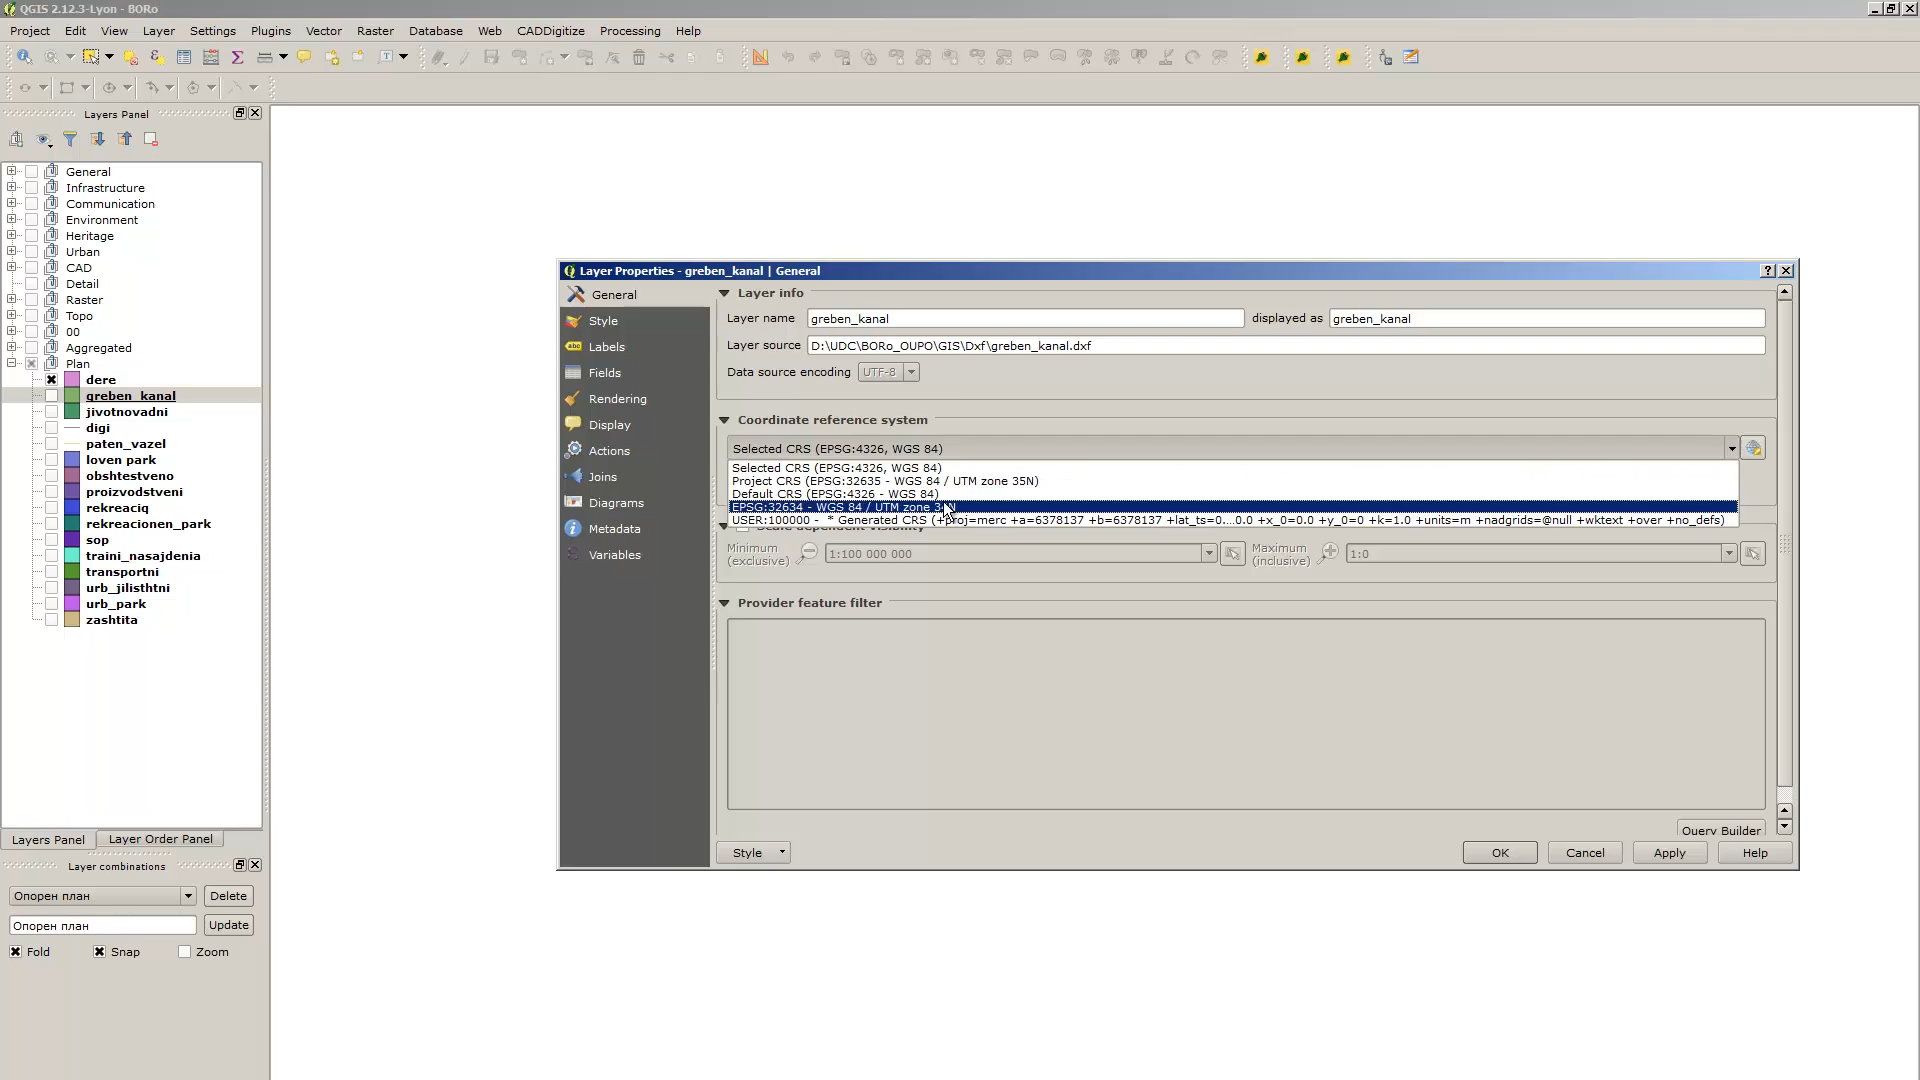 QGIS 2.12.3-Lyon - BORo
Project Edit View Layer Settings Plugins Vector Raster Database Web CADDigitize Processing Help
Layers Panel
General
Infrastructure
Communication
Environment
Heritage
Urban
CAD
Detail
Raster
Topo
00
Aggregated
Plan
dere
greben_kanal
jivotnovadni
digi
paten_vazel
loven park
obshtestveno
proizvodstveni
rekreaciq
rekreacionen_park
sop
traini_nasajdenia
transportni
urb_jilisthtni
urb_park
zashtita
Layers Panel Layer Order Panel
Layer combinations
Опорен план Delete
Опорен план Update
Fold Snap Zoom
Layer Properties - greben_kanal | General
General
Style
Labels
Fields
Rendering
Display
Actions
Joins
Diagrams
Metadata
Variables
Layer info
Layer name greben_kanal displayed as greben_kanal
Layer source D:\UDC\BORo_OUPO\GIS\Dxf\greben_kanal.dxf
Data source encoding UTF-8
Coordinate reference system
Selected CRS (EPSG:4326, WGS 84)
Selected CRS (EPSG:4326, WGS 84)
Project CRS (EPSG:32635 - WGS 84 / UTM zone 35N)
Default CRS (EPSG:4326 - WGS 84)
EPSG:32634 - WGS 84 / UTM zone 34N
USER:100000 - * Generated CRS (+proj=merc +a=6378137 +b=6378137 +lat_ts=0....0.0 +x_0=0.0 +y_0=0 +k=1.0 +units=m +nadgrids=@null +wktext +over +no_defs)
Minimum (exclusive) 1:100 000 000 Maximum (inclusive) 1:0
Provider feature filter
Query Builder
Style OK Cancel Apply Help